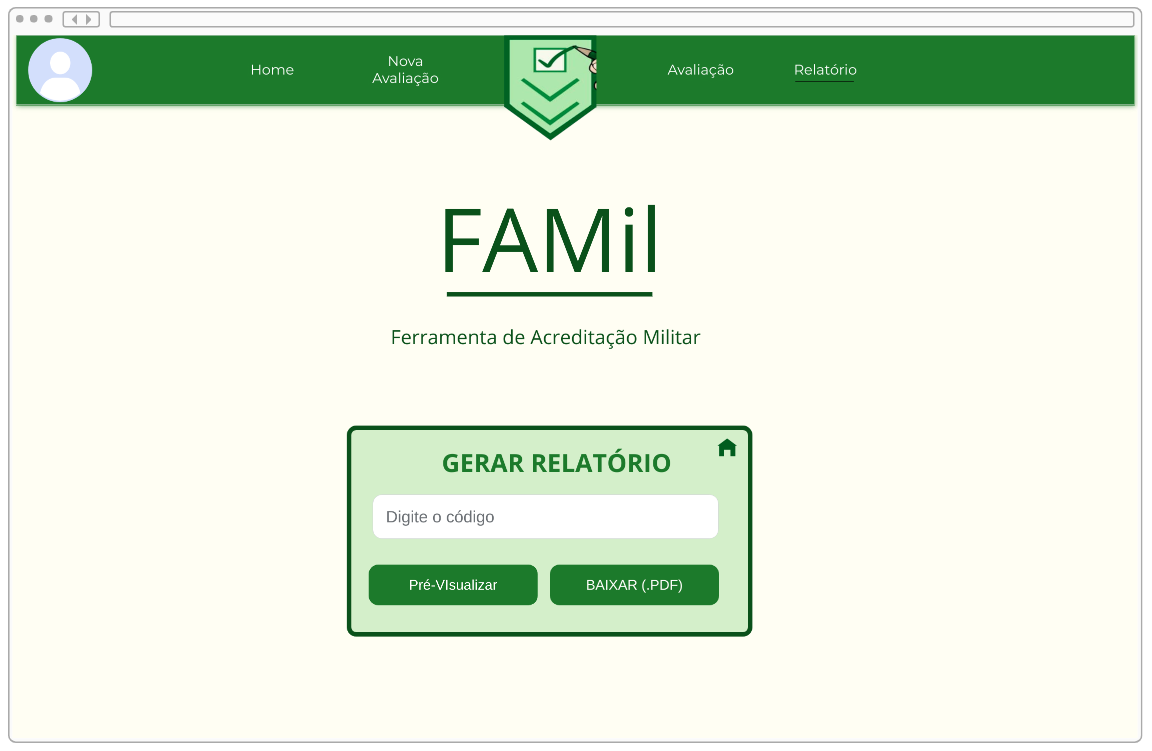 Home
Nova
Avaliação
Avaliação
Relatório
FAMil
Ferramenta de Acreditação Militar
GERAR RELATÓRIO
Digite o código
Pré-VIsualizar
BAIXAR (.PDF)